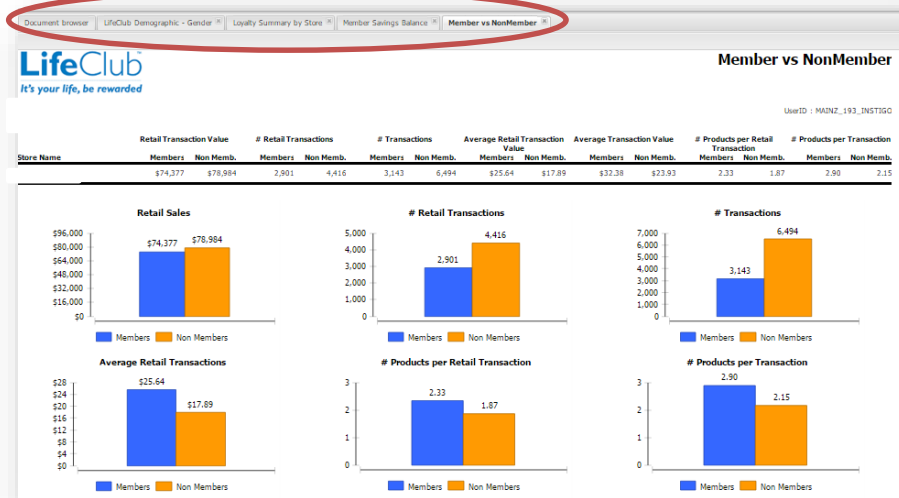 Document browser LifeClub Demographic - Gender Loyalty Summary by Store Member Savings Balance Member vs NonMember
LifeClub
It's your life, be rewarded
Member vs NonMember
UserID : MAINZ_193_INSTIGO
Retail Transaction Value # Retail Transactions # Transactions Average Retail Transaction Value Average Transaction Value # Products per Retail Transaction # Products per Transaction
Store Name Members Non Memb. Members Non Memb. Members Non Memb. Members Non Memb. Members Non Memb. Members Non Memb. Members Non Memb.
$74,377 $78,984 2,901 4,416 3,143 6,494 $25.64 $17.89 $32.38 $23.93 2.33 1.87 2.90 2.15
Retail Sales
$96,000
$80,000
$64,000
$48,000
$32,000
$16,000
$0
$74,377 $78,984
Members Non Members
# Retail Transactions
5,000
4,000
3,000
2,000
1,000
0
2,901 4,416
Members Non Members
# Transactions
7,000
6,000
5,000
4,000
3,000
2,000
1,000
0
3,143 6,494
Members Non Members
Average Retail Transactions
$28
$24
$20
$16
$12
$8
$4
$0
$25.64 $17.89
Members Non Members
# Products per Retail Transaction
3
2
1
0
2.33 1.87
Members Non Members
# Products per Transaction
3
2
1
0
2.90 2.15
Members Non Members